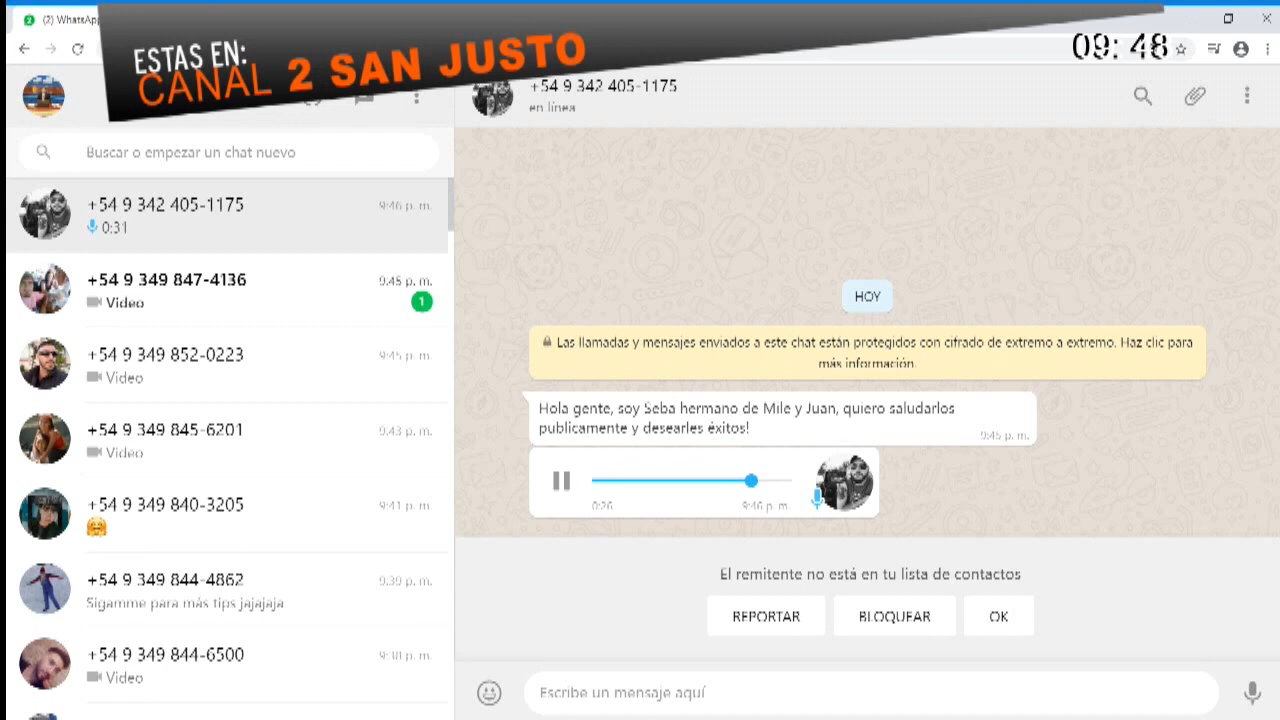 (2) WhatsApp
ESTAS EN:
CANAL 2 SAN JUSTO
09:48
+54 9 342 405-1175
en línea
Buscar o empezar un chat nuevo
+54 9 342 405-1175
9:46 p. m.
0:31
+54 9 349 847-4136
9:45 p. m.
Video
1
+54 9 349 852-0223
9:45 p. m.
Video
+54 9 349 845-6201
9:43 p. m.
Video
+54 9 349 840-3205
9:41 p. m.
+54 9 349 844-4862
9:39 p. m.
Sigamme para más tips jajajaja
+54 9 349 844-6500
9:38 p. m.
Video
HOY
Las llamadas y mensajes enviados a este chat están protegidos con cifrado de extremo a extremo. Haz clic para
más información.
Hola gente, soy Seba hermano de Mile y Juan, quiero saludarlos
publicamente y desearles éxitos!
9:45 p. m.
0:26
9:46 p. m.
El remitente no está en tu lista de contactos
REPORTAR
BLOQUEAR
OK
Escribe un mensaje aquí